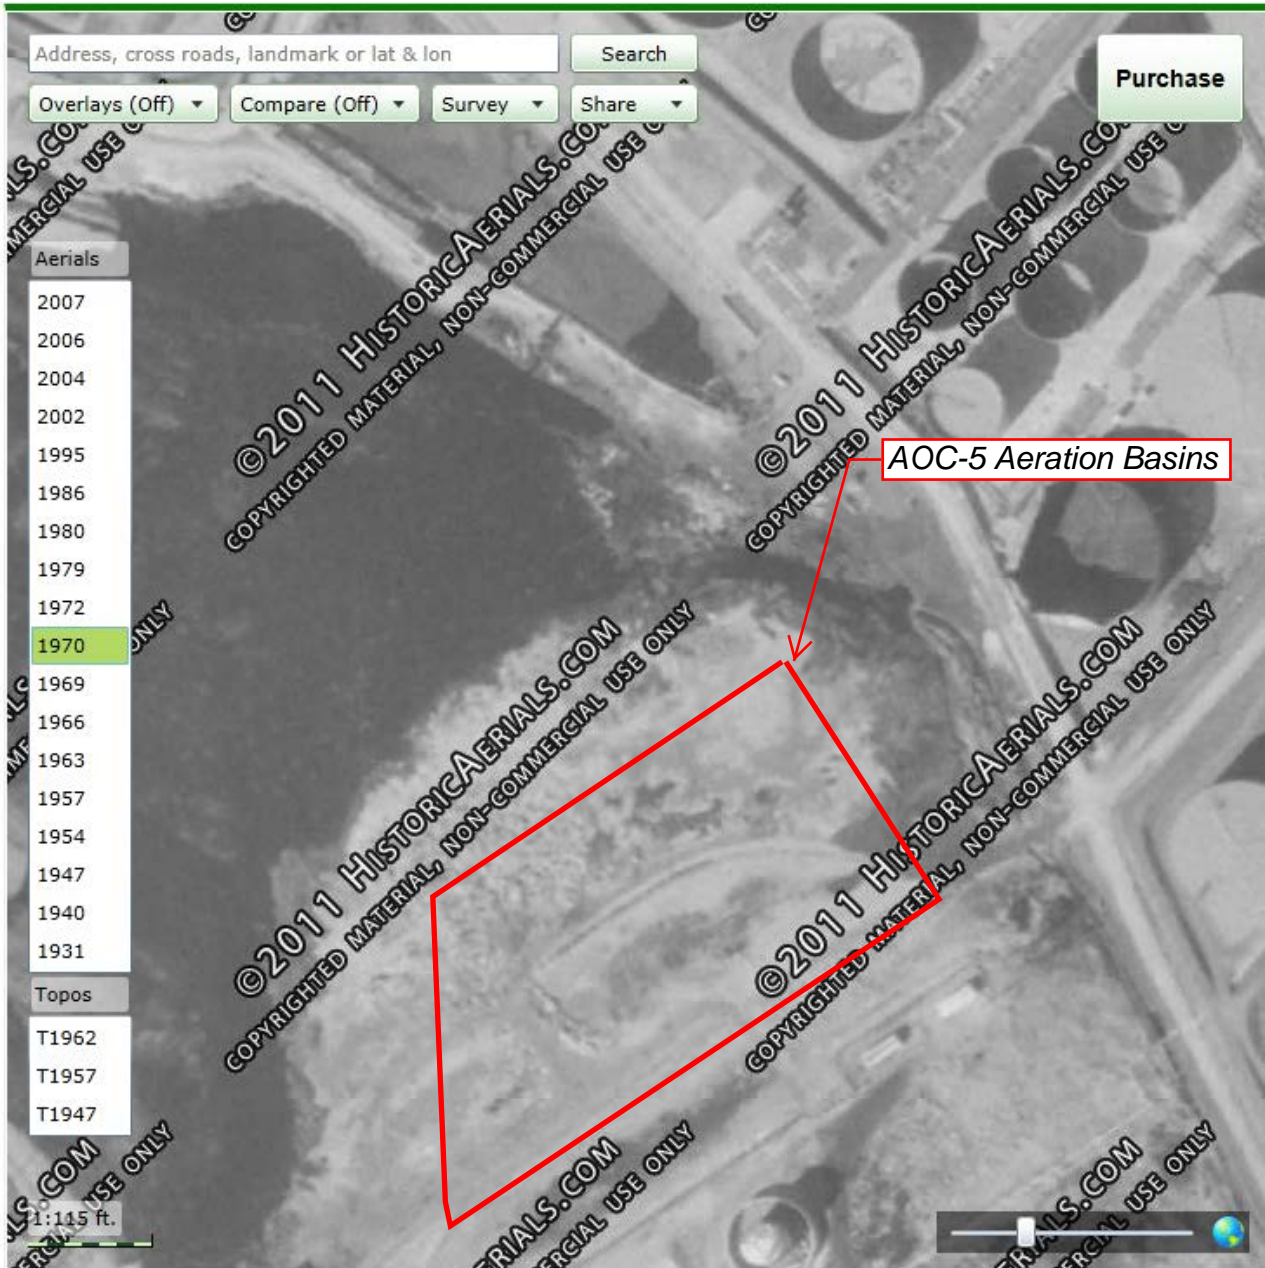 Address, cross roads, landmark or lat & lon
Search
Purchase
Overlays (Off)
Compare (Off)
Survey
Share
Aerials
2007
2006
2004
2002
1995
1986
1980
1979
1972
1970
1969
1966
1963
1957
1954
1947
1940
1931
Topos
T1962
T1957
T1947
1:115 ft.
AOC-5 Aeration Basins
©2011 HISTORICAERIALS.COM
COPYRIGHTED MATERIAL, NON-COMMERCIAL USE
©2011 HISTORICAERIALS.COM
COPYRIGHTED MATERIAL, NON-COMMERCIAL USE
©2011 HISTORICAERIALS.COM
COPYRIGHTED MATERIAL, NON-COMMERCIAL USE ONLY
©2011 HISTORICAERIALS.COM
COPYRIGHTED MATERIAL, NON-COMMERCIAL USE ONLY